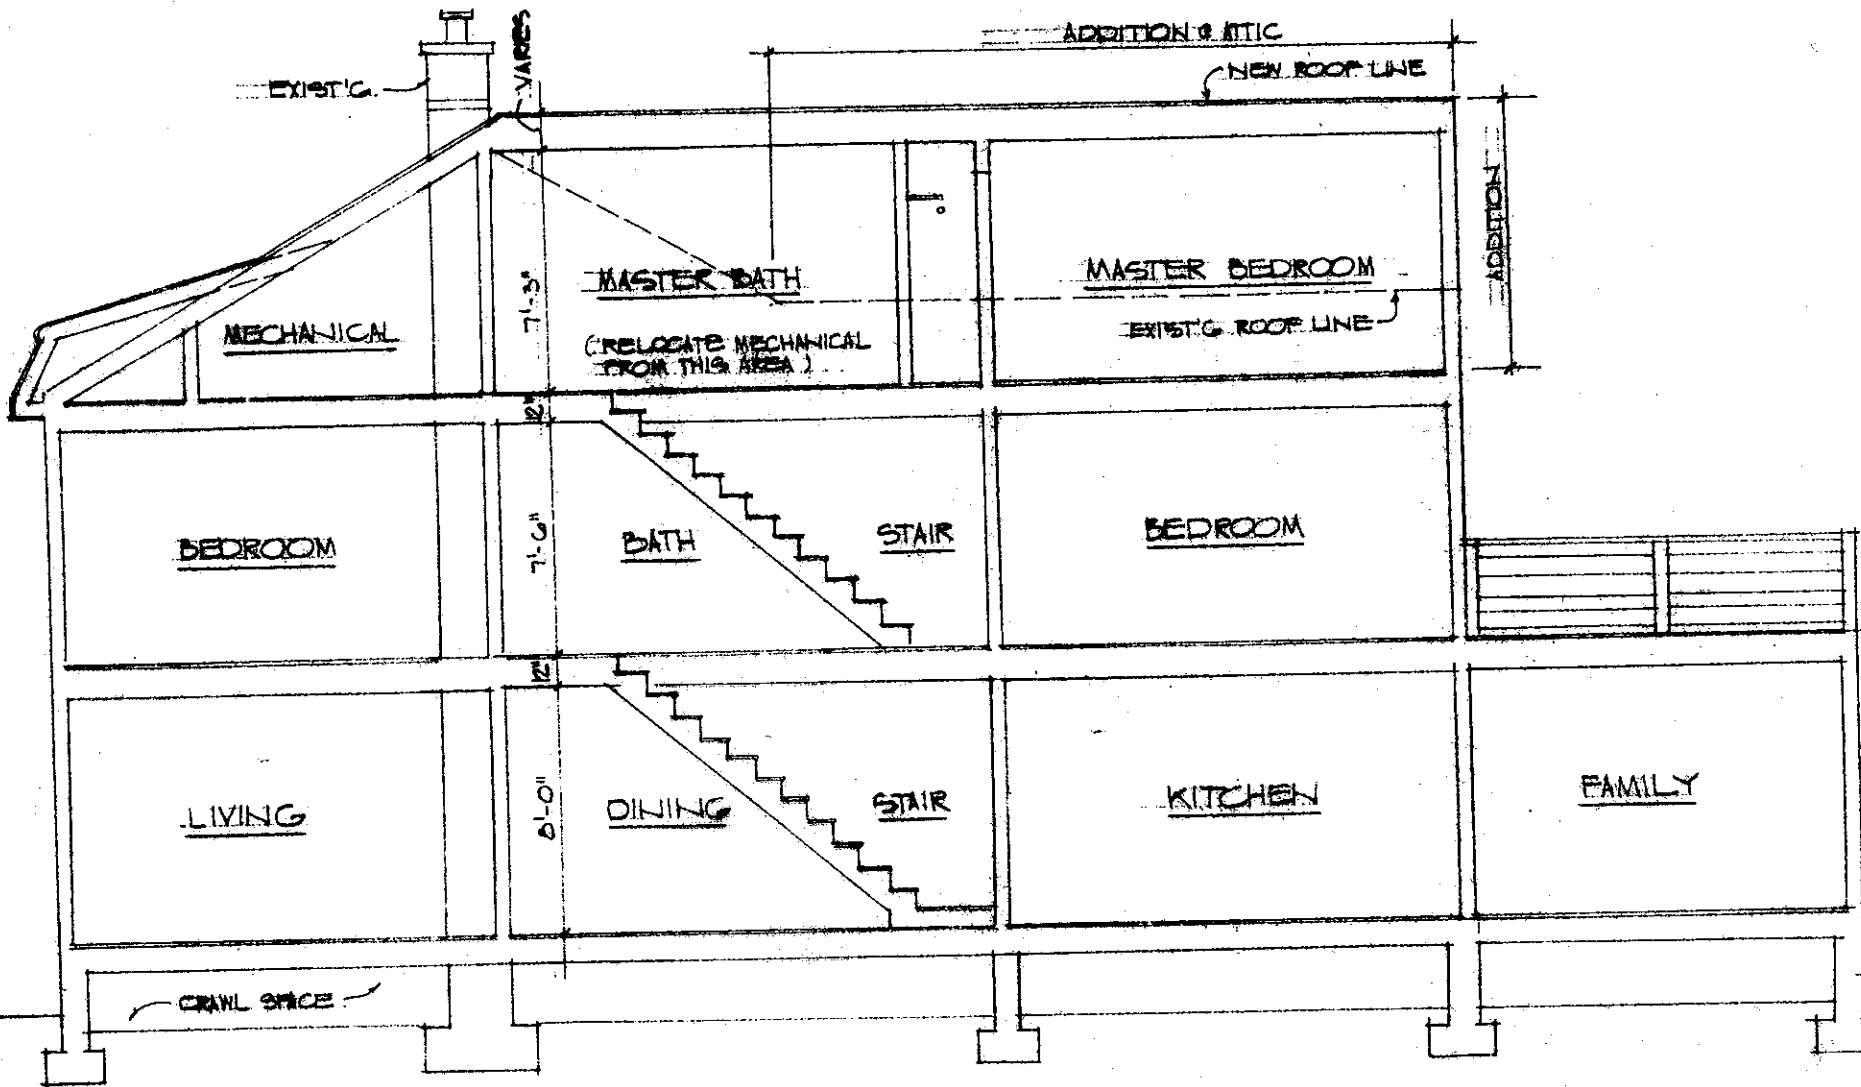 ADDITION @ ATTIC
VARIES
EXIST'G.
NEW ROOF LINE
ADDITION
MASTER BATH
MASTER BEDROOM
7'-3"
MECHANICAL
(RELOCATE MECHANICAL
FROM THIS AREA)
EXIST'G ROOF LINE
12"
BEDROOM
7'-6"
BATH
STAIR
BEDROOM
12"
LIVING
8'-0"
DINING
STAIR
KITCHEN
FAMILY
CRAWL SPACE